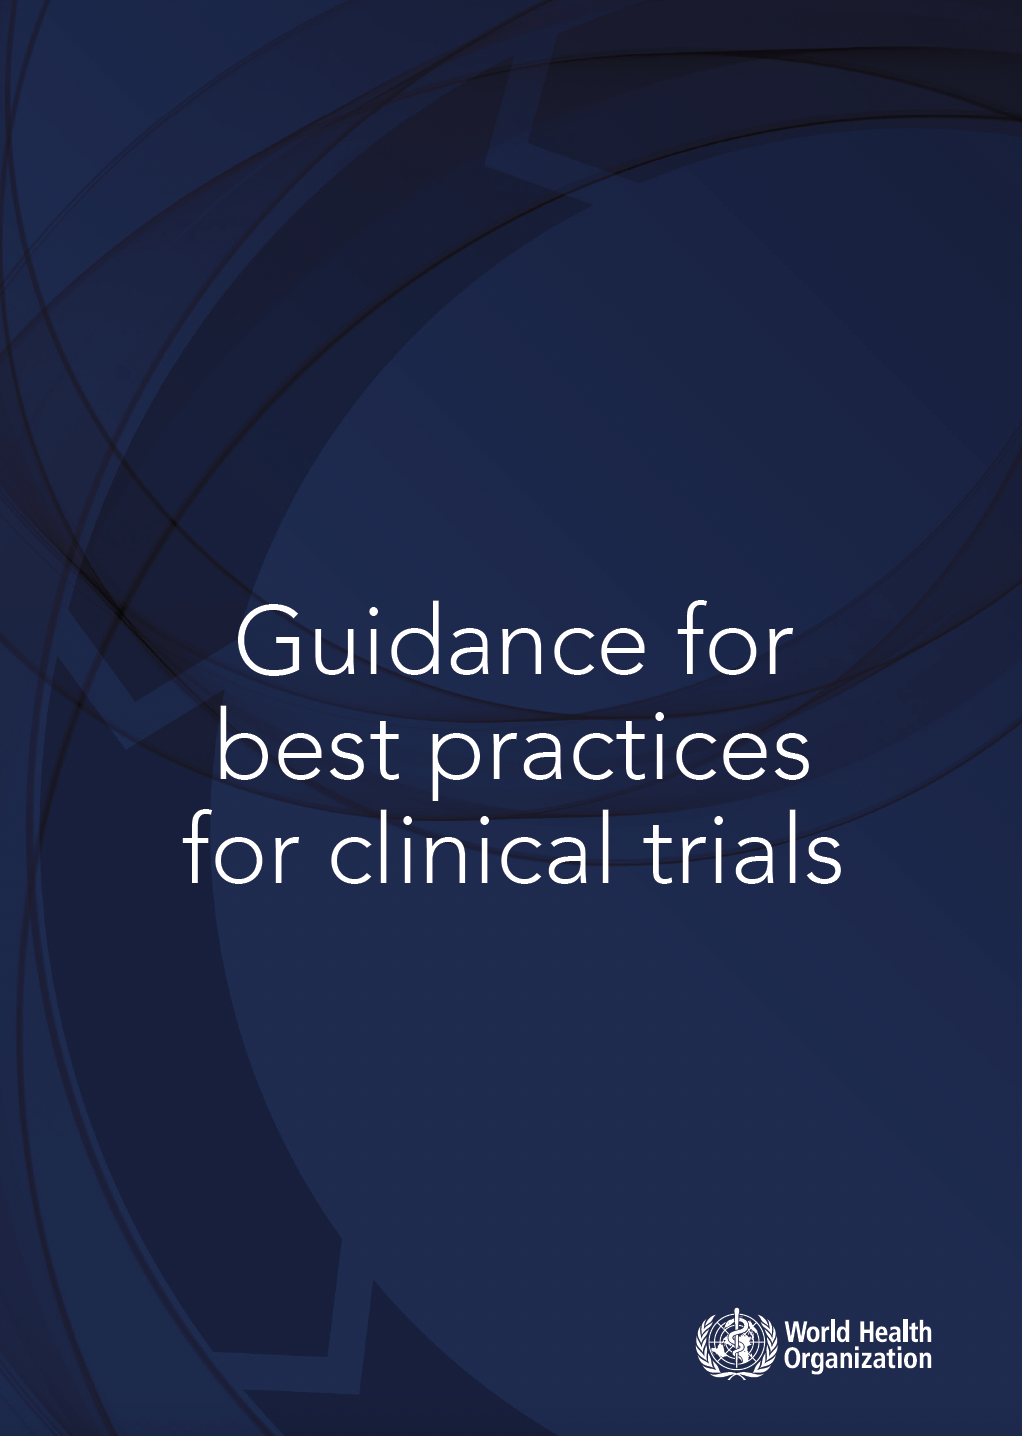 Guidance for
best practices
for clinical trials
World Health
Organization